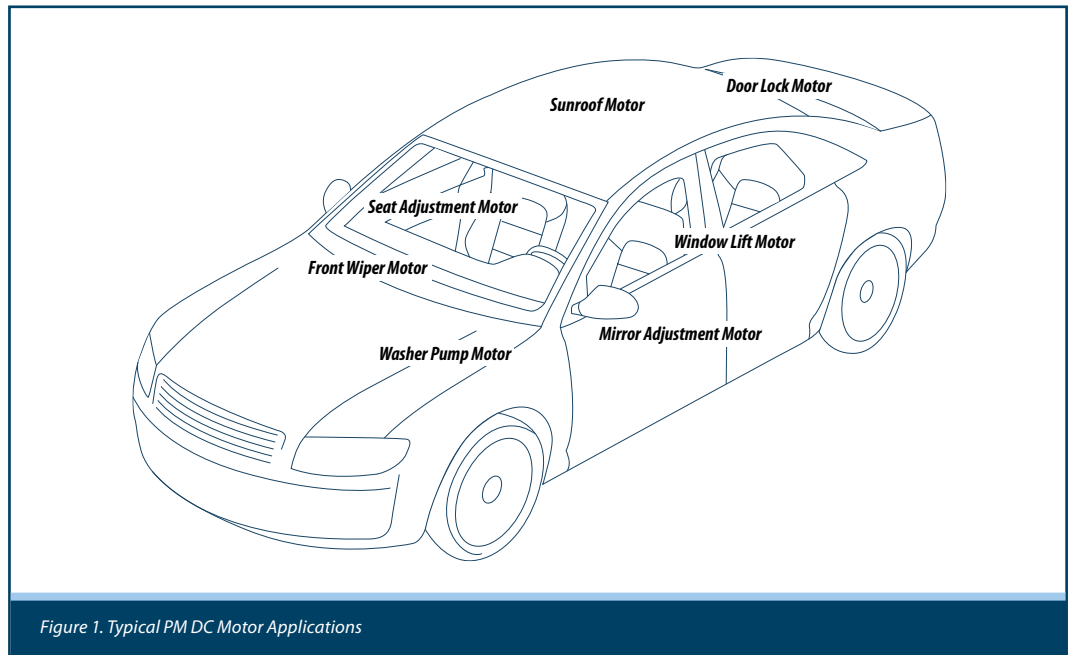 Door Lock Motor
Sunroof Motor
Seat Adjustment Motor
Window Lift Motor
Front Wiper Motor
Mirror Adjustment Motor
Washer Pump Motor
Figure 1. Typical PM DC Motor Applications